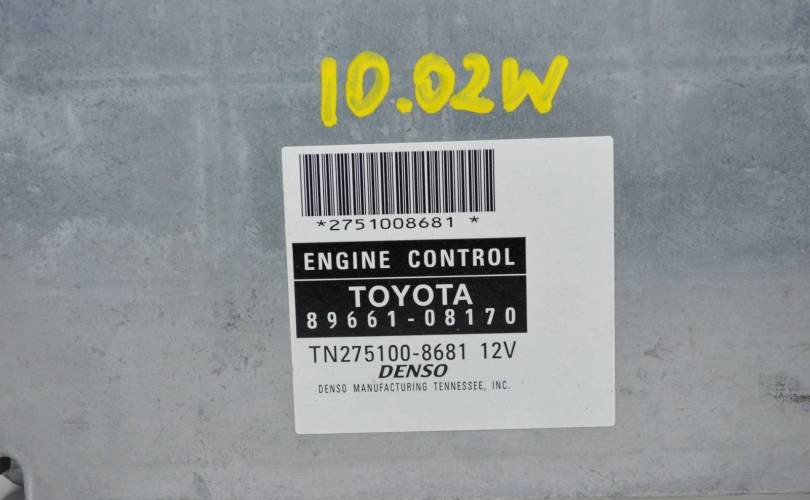 10.02W
*2751008681 *
ENGINE CONTROL
TOYOTA
89661-08170
TN275100-8681 12V
DENSO
DENSO MANUFACTURING TENNESSEE, INC.